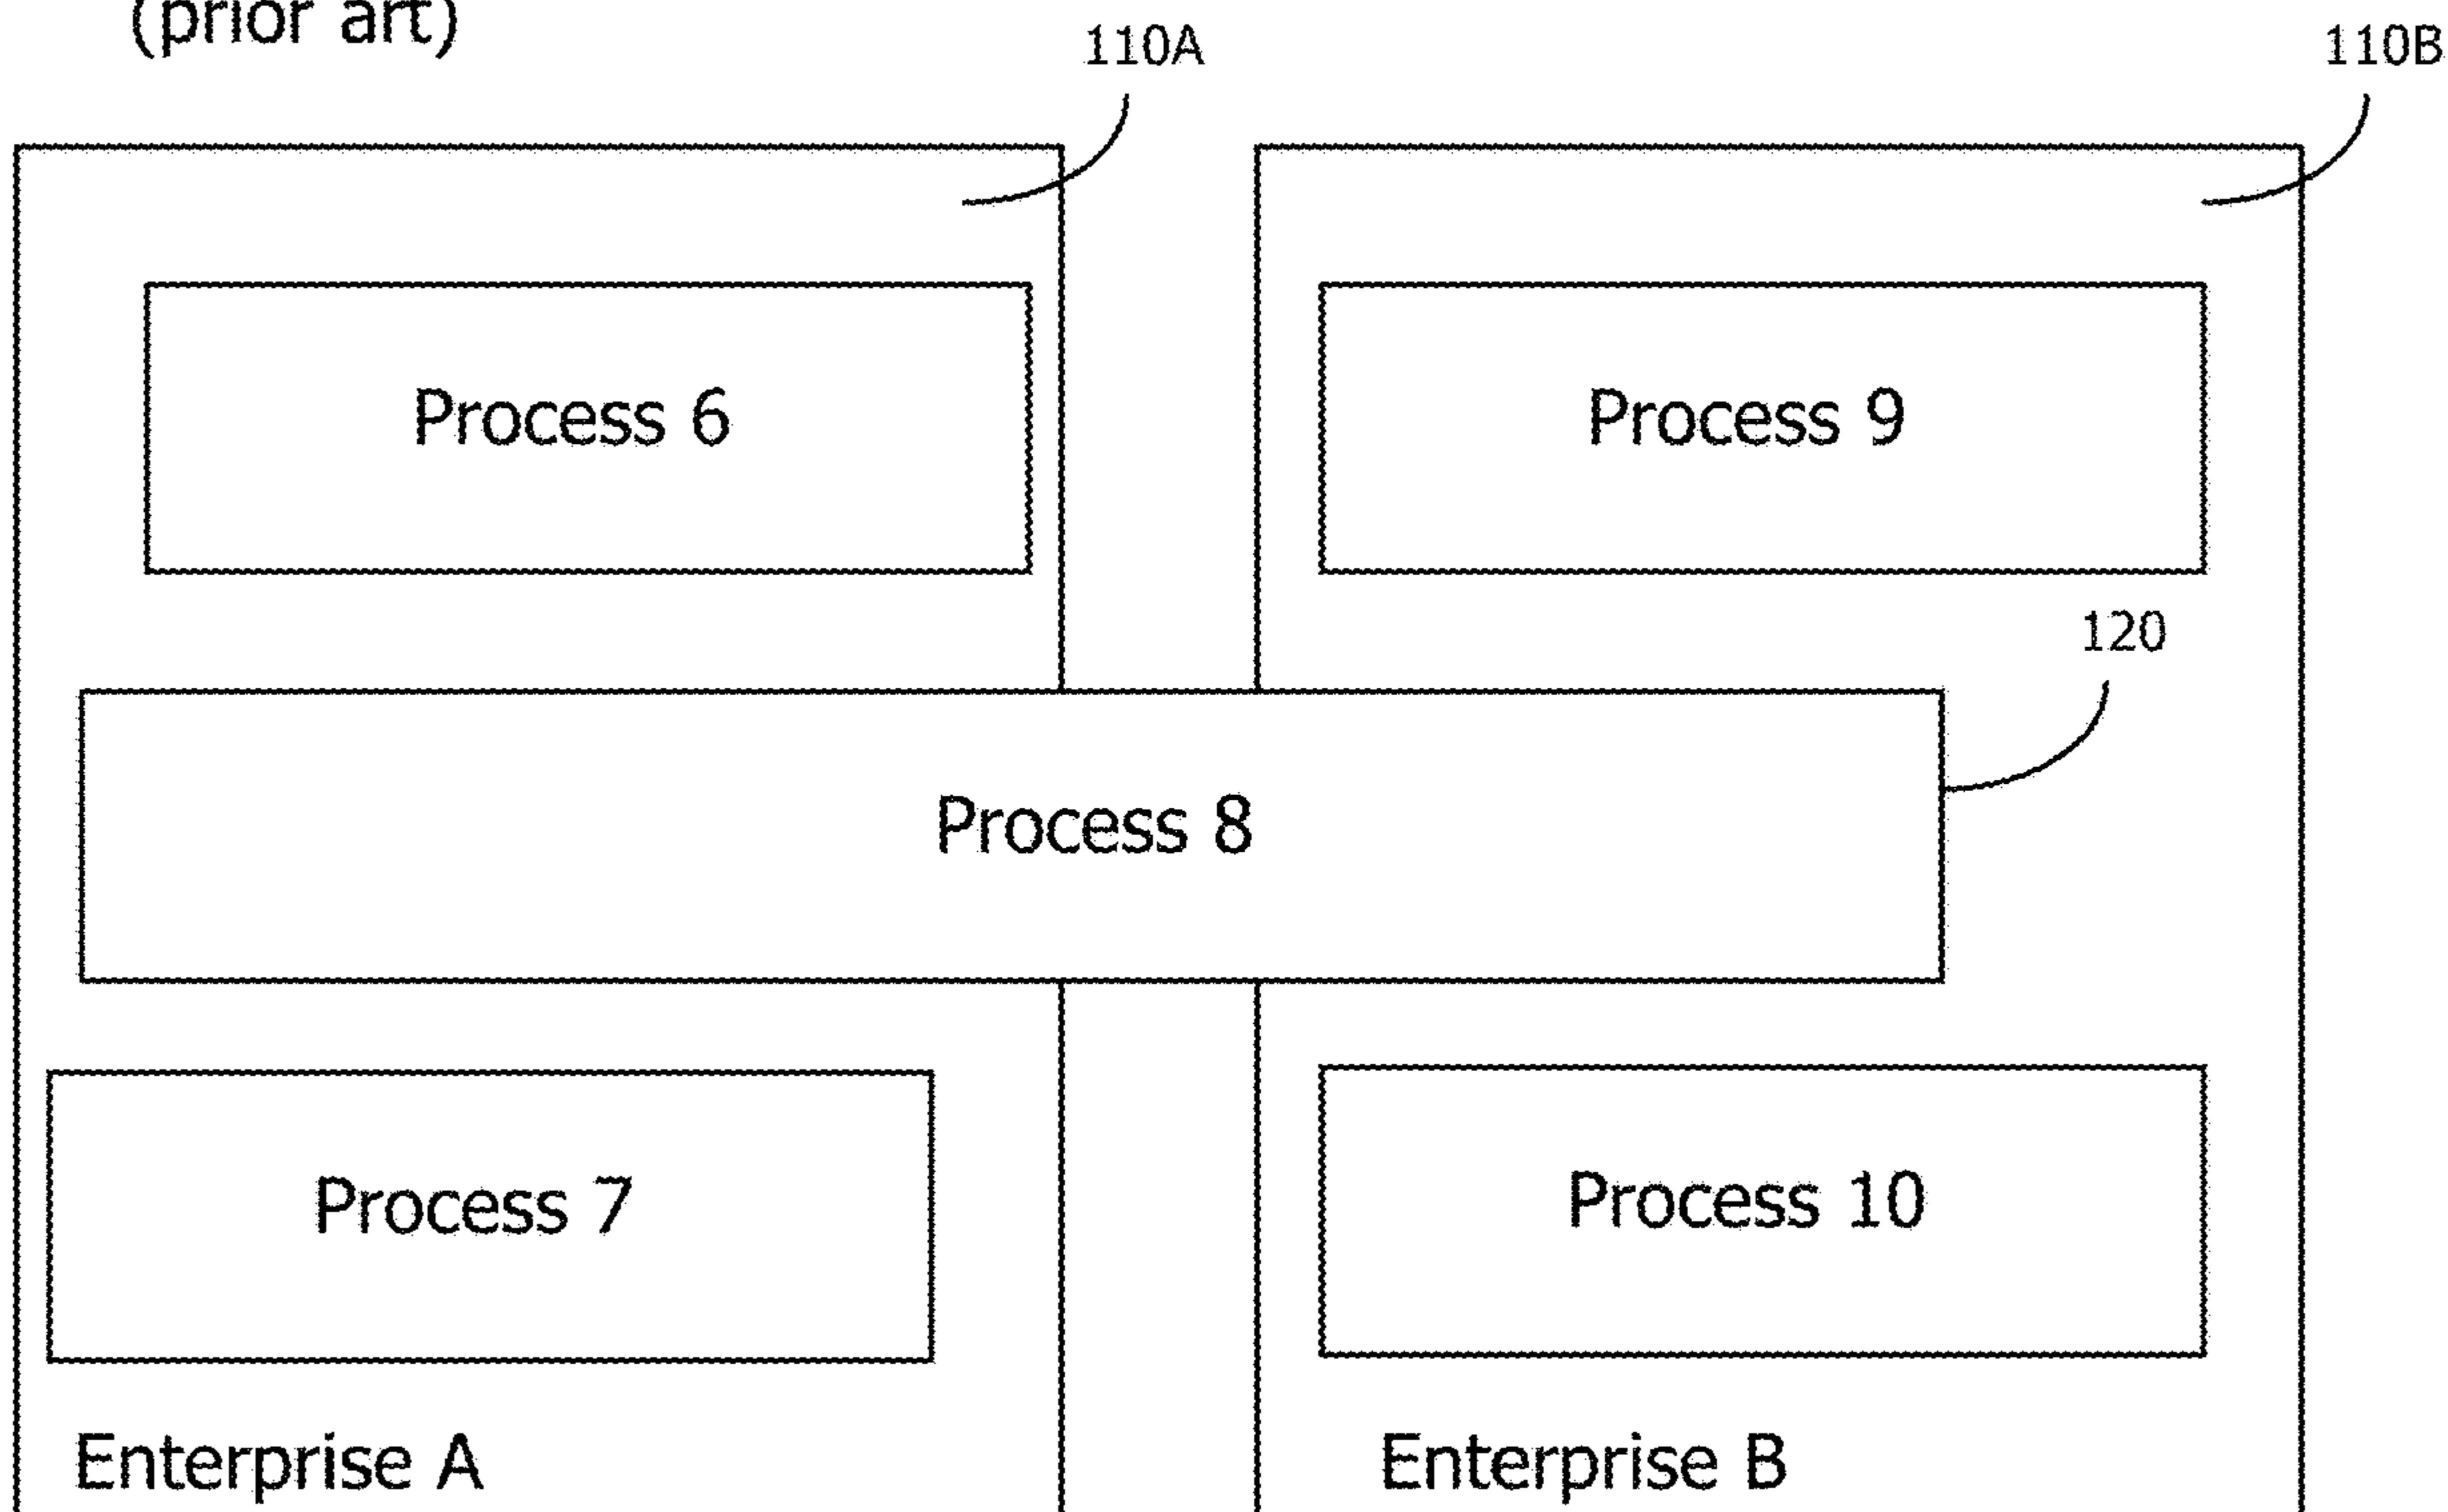 (prior art)
110A
110B
Process 6
Process 9
120
Process 8
Process 7
Process 10
Enterprise A
Enterprise B